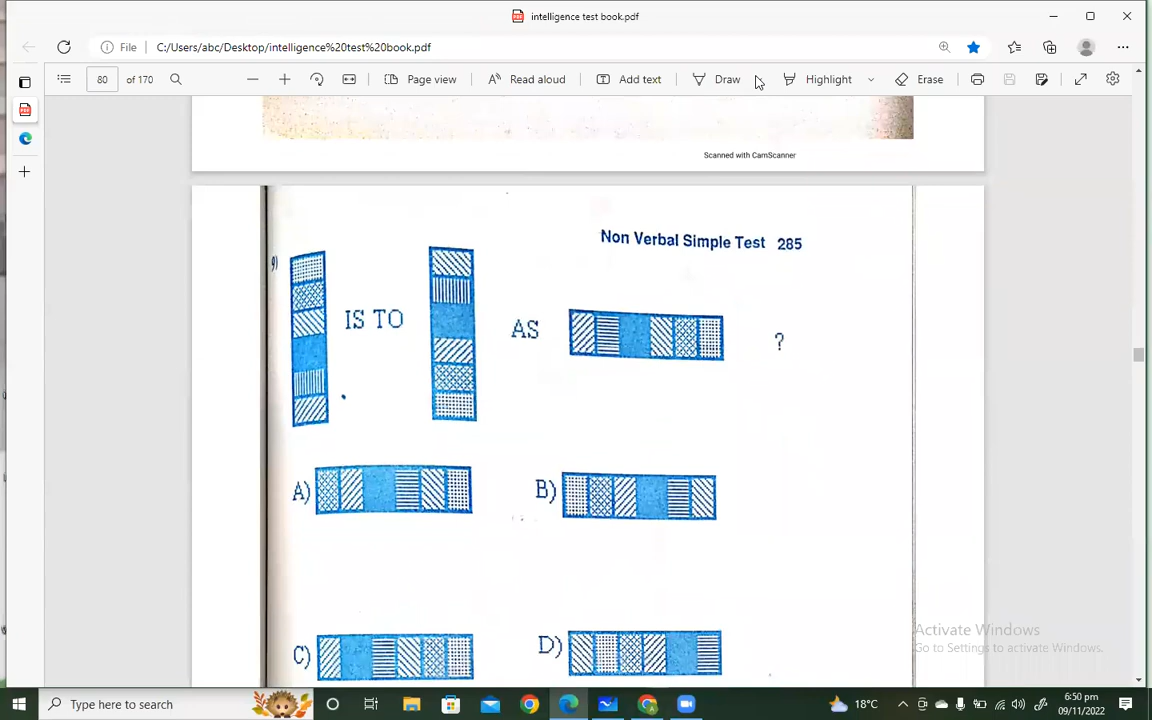 intelligence test book.pdf
File C:/Users/abc/Desktop/intelligence%20test%20book.pdf
80 of 170 Page view Read aloud Add text Draw Highlight Erase
Scanned with CamScanner
Non Verbal Simple Test 285
9)
IS TO AS ?
A) B)
C) D)
Activate Windows
Go to Settings to activate Windows.
Type here to search
18°C
6:50 pm
09/11/2022